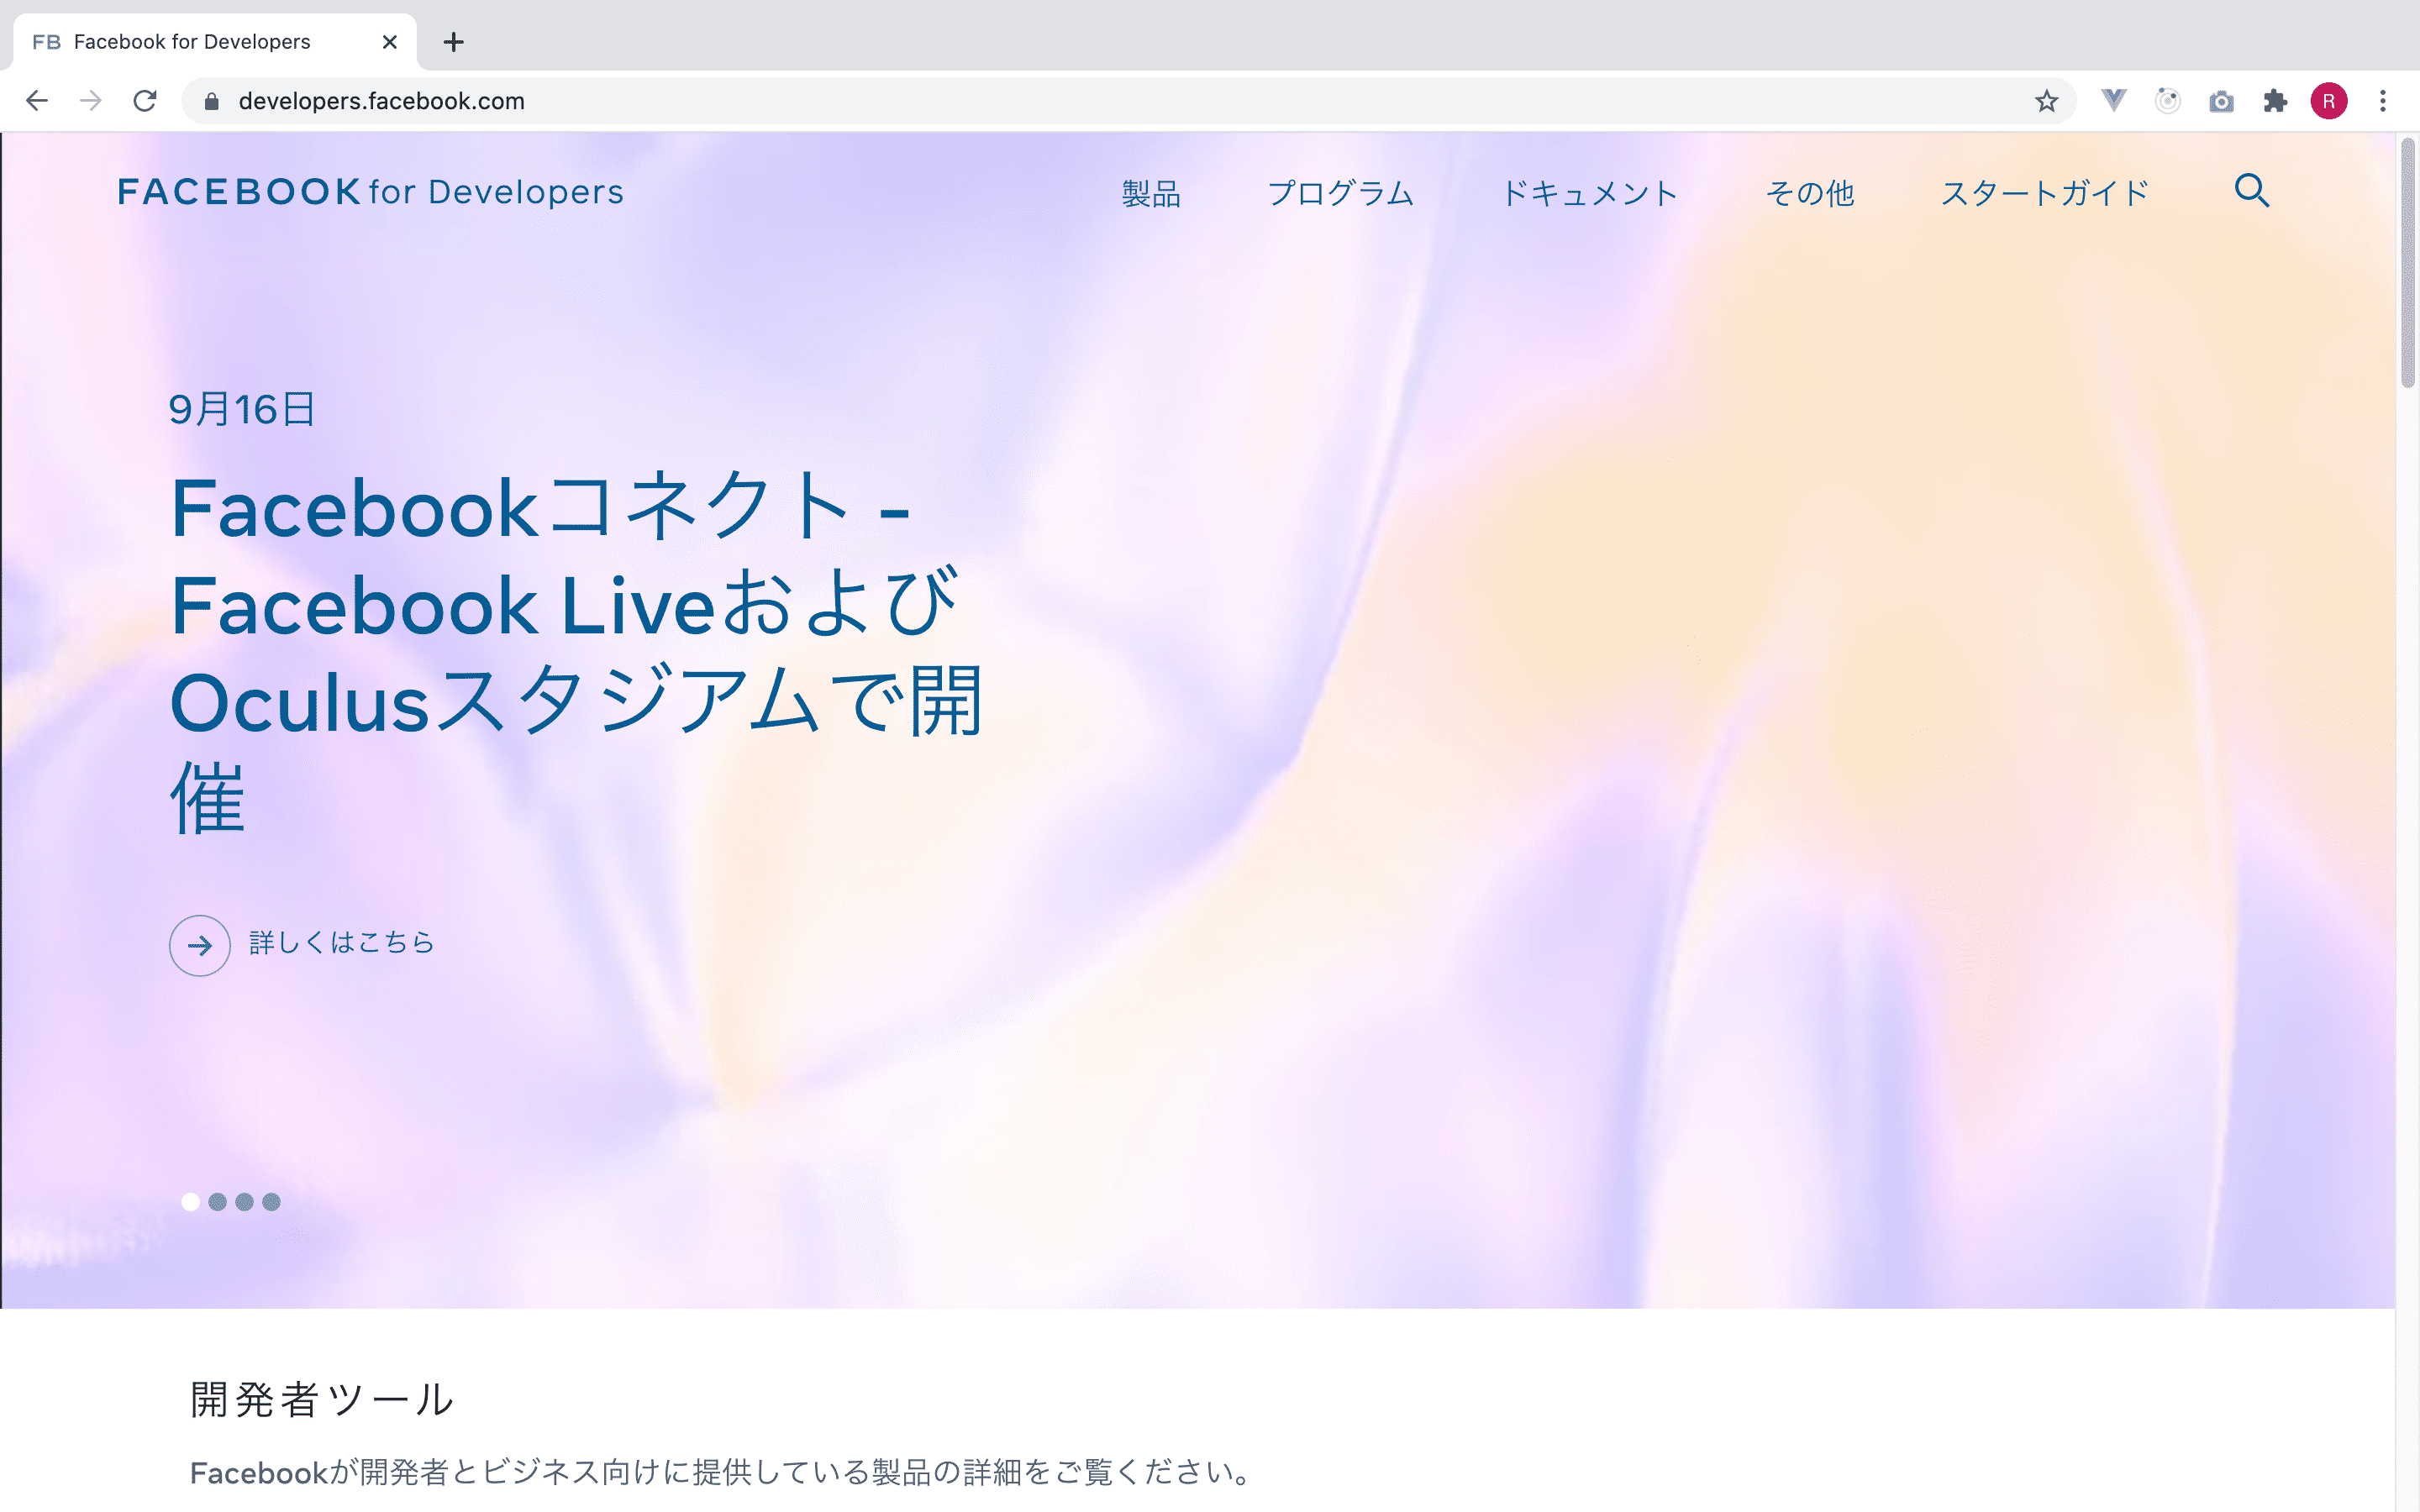 FB Facebook for Developers
developers.facebook.com
R
FACEBOOK for Developers
製品 プログラム ドキュメント その他 スタートガイド
9月16日
Facebookコネクト -
Facebook Liveおよび
Oculusスタジアムで開
催
詳しくはこちら
開発者ツール
Facebookが開発者とビジネス向けに提供している製品の詳細をご覧ください。